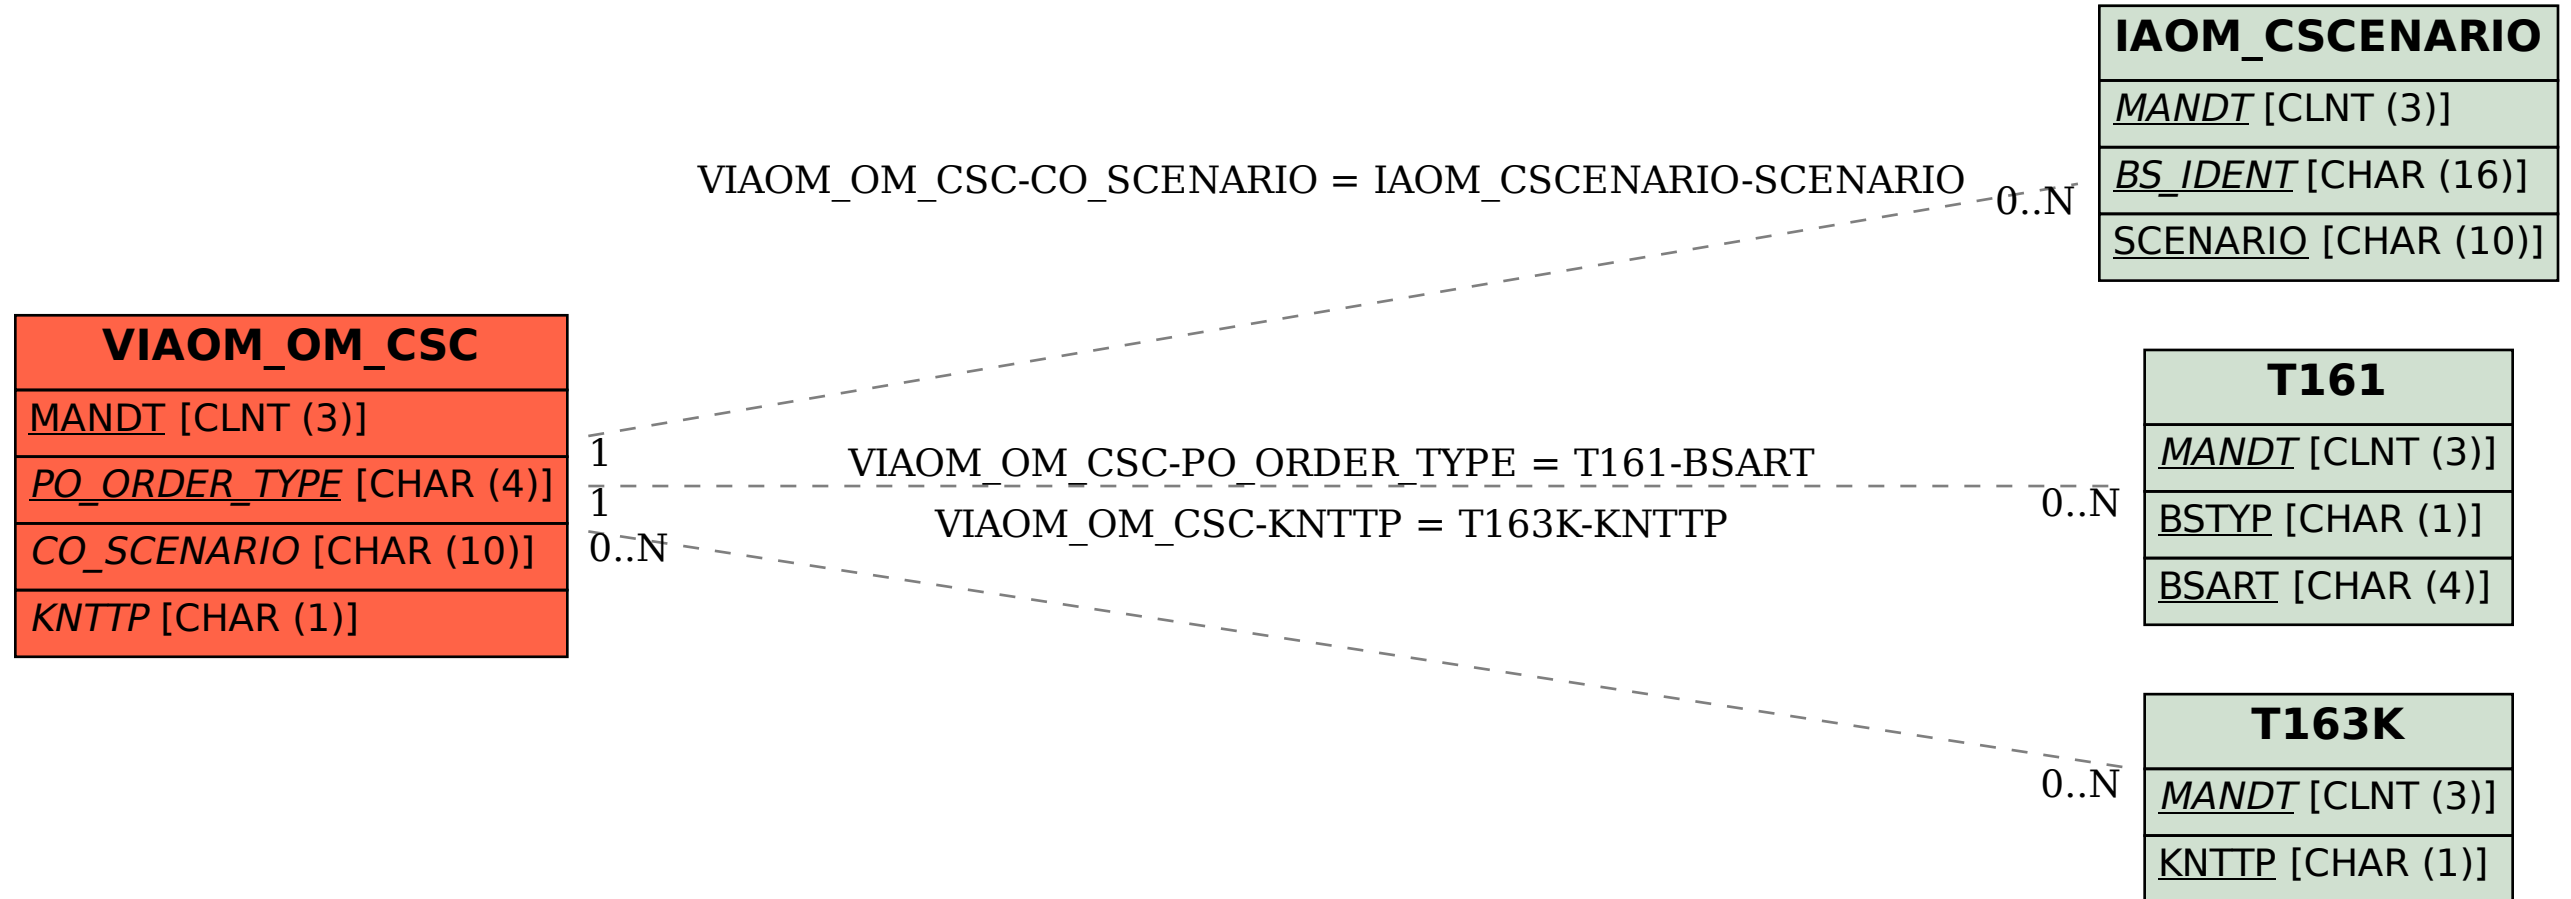 VIAOM_OM_CSC
MANDT [CLNT (3)]
PO_ORDER_TYPE [CHAR (4)]
CO_SCENARIO [CHAR (10)]
KNTTP [CHAR (1)]
VIAOM_OM_CSC-CO_SCENARIO = IAOM_CSCENARIO-SCENARIO
0..N
1
VIAOM_OM_CSC-PO_ORDER_TYPE = T161-BSART
1
0..N
VIAOM_OM_CSC-KNTTP = T163K-KNTTP
0..N
0..N
IAOM_CSCENARIO
MANDT [CLNT (3)]
BS_IDENT [CHAR (16)]
SCENARIO [CHAR (10)]
T161
MANDT [CLNT (3)]
BSTYP [CHAR (1)]
BSART [CHAR (4)]
T163K
MANDT [CLNT (3)]
KNTTP [CHAR (1)]